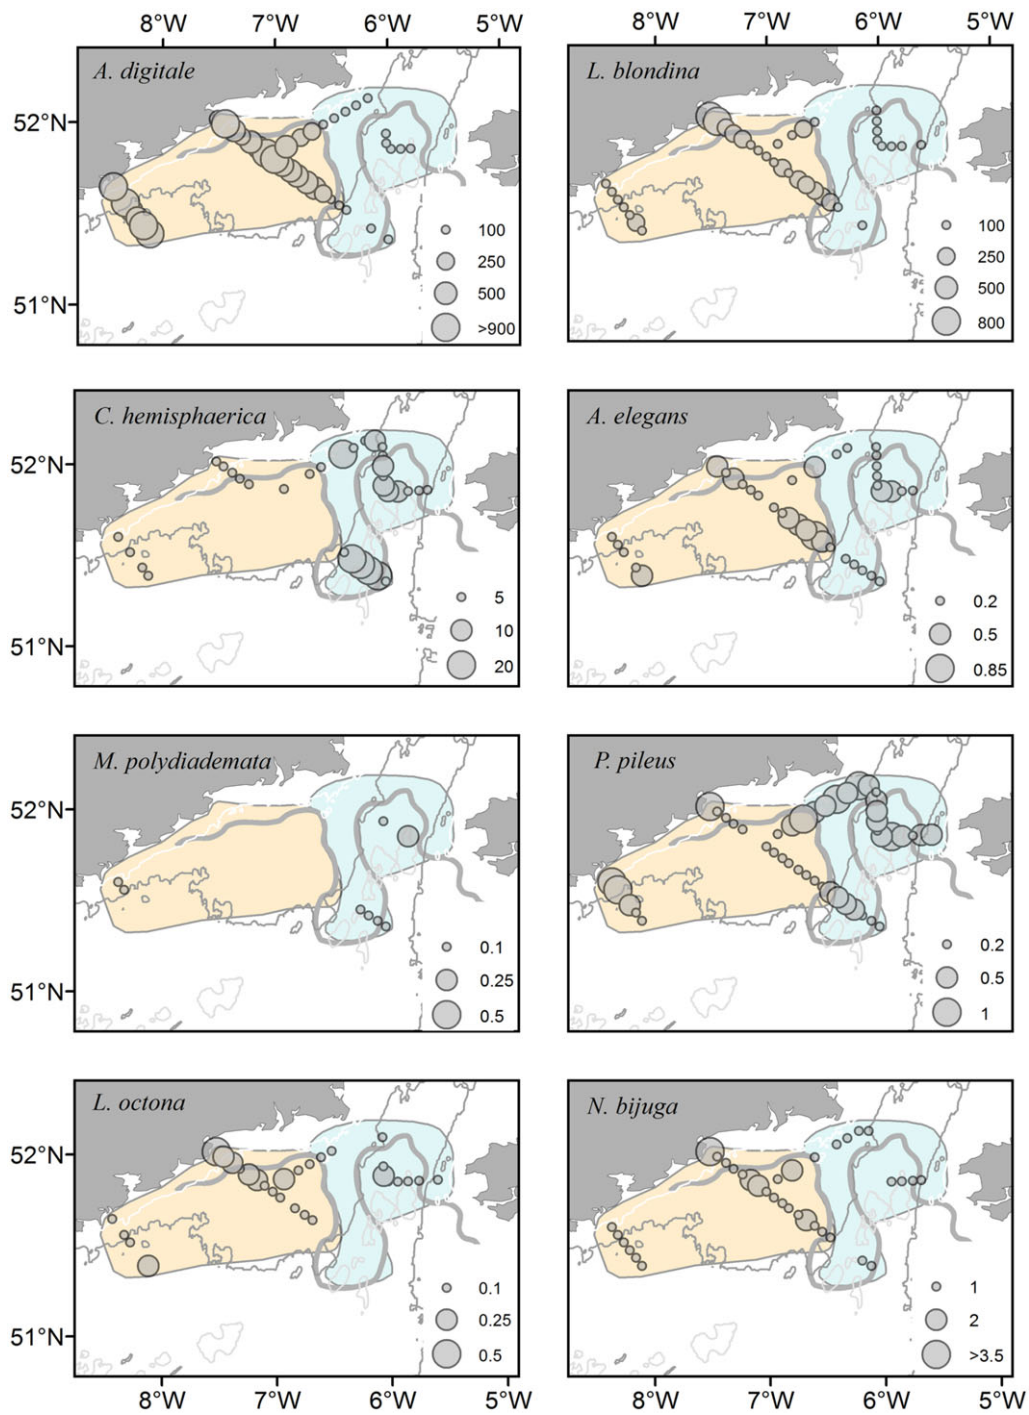 8°W 7°W 6°W 5°W 8°W 7°W 6°W 5°W
A. digitale
52°N
51°N
100
250
500
>900
L. blondina
100
250
500
800
C. hemisphaerica
52°N
51°N
5
10
20
A. elegans
0.2
0.5
0.85
M. polydiademata
52°N
51°N
0.1
0.25
0.5
P. pileus
0.2
0.5
1
L. octona
52°N
51°N
0.1
0.25
0.5
N. bijuga
1
2
>3.5
8°W 7°W 6°W 5°W 8°W 7°W 6°W 5°W